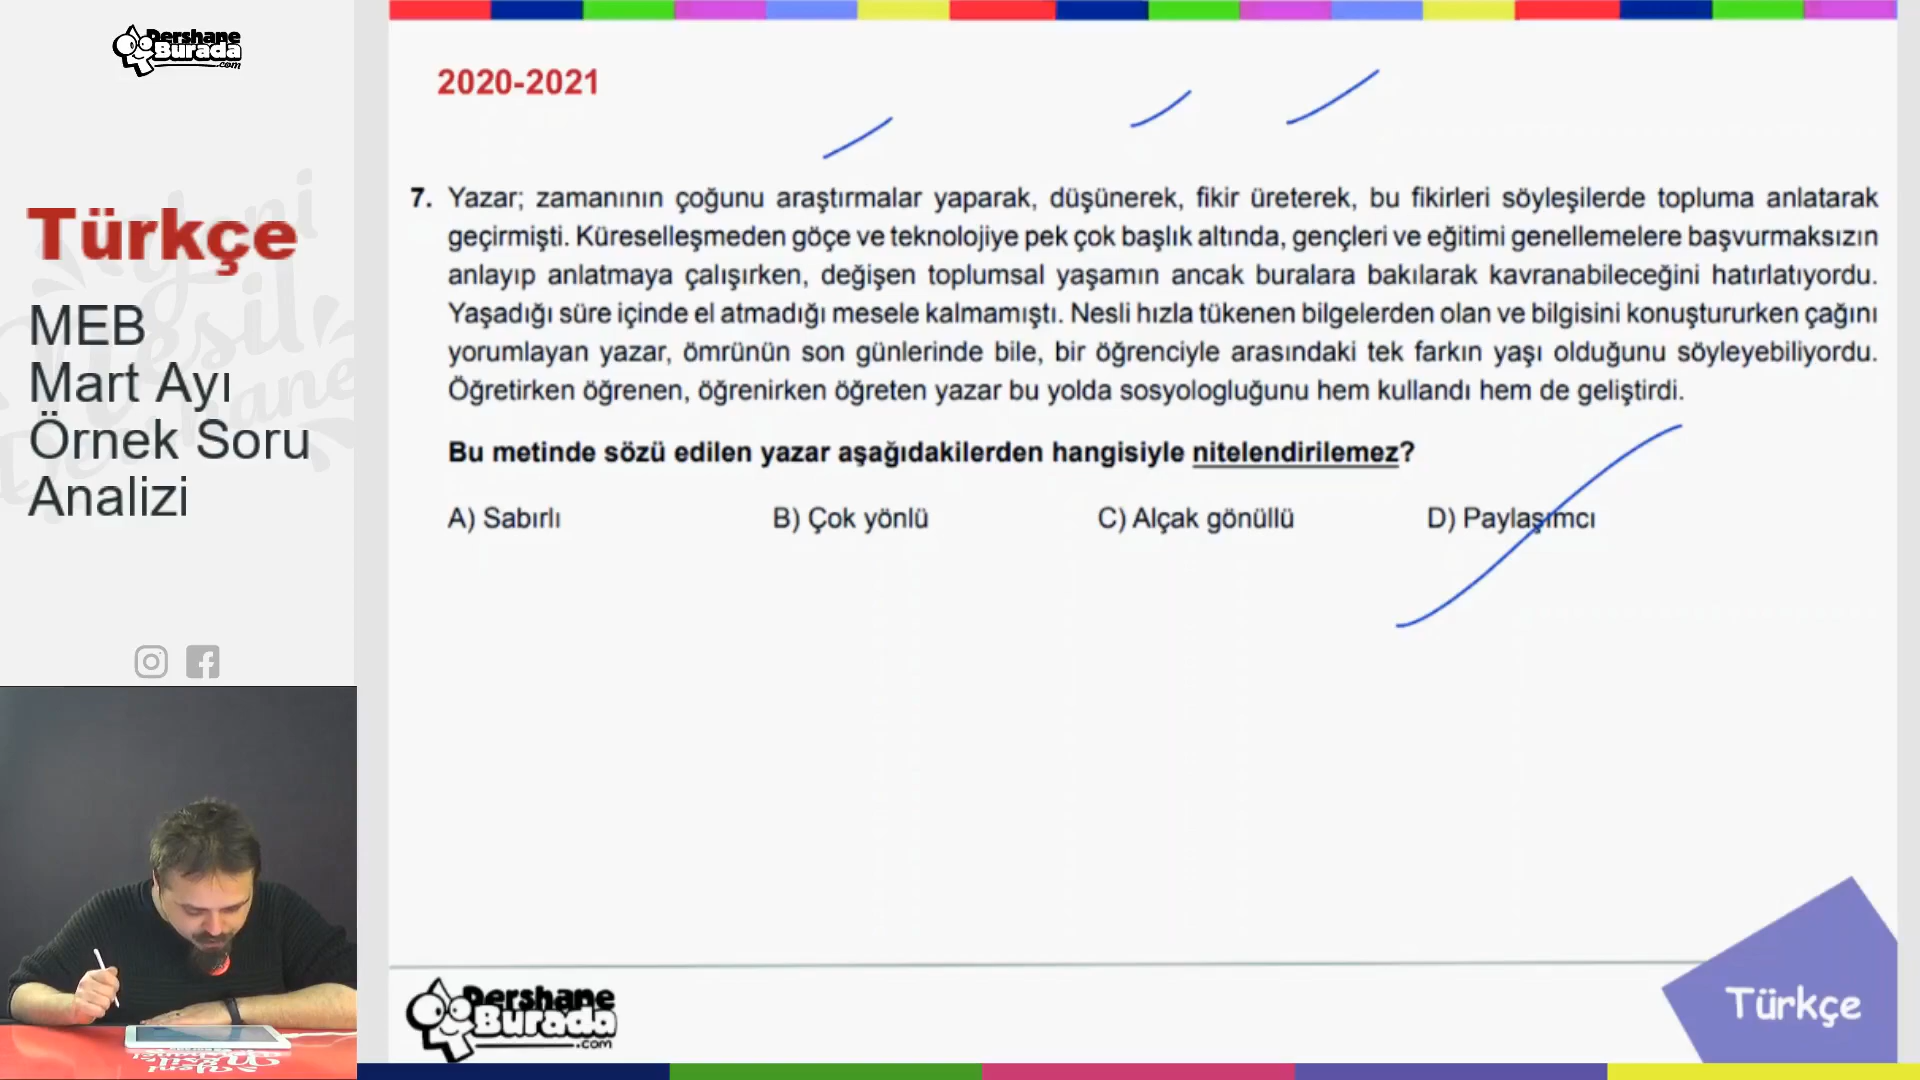 Dershane
Burada
.com
Türkçe
MEB
Mart Ayı
Örnek Soru
Analizi
2020-2021
7. Yazar; zamanının çoğunu araştırmalar yaparak, düşünerek, fikir üreterek, bu fikirleri söyleşilerde topluma anlatarak
geçirmişti. Küreselleşmeden göçe ve teknolojiye pek çok başlık altında, gençleri ve eğitimi genellemelere başvurmaksızın
anlayıp anlatmaya çalışırken, değişen toplumsal yaşamın ancak buralara bakılarak kavranabileceğini hatırlatıyordu.
Yaşadığı süre içinde el atmadığı mesele kalmamıştı. Nesli hızla tükenen bilgelerden olan ve bilgisini konuştururken çağını
yorumlayan yazar, ömrünün son günlerinde bile, bir öğrenciyle arasındaki tek farkın yaşı olduğunu söyleyebiliyordu.
Öğretirken öğrenen, öğrenirken öğreten yazar bu yolda sosyologluğunu hem kullandı hem de geliştirdi.
Bu metinde sözü edilen yazar aşağıdakilerden hangisiyle nitelendirilemez?
A) Sabırlı B) Çok yönlü C) Alçak gönüllü D) Paylaşımcı
Dershane
Burada
.com
Türkçe